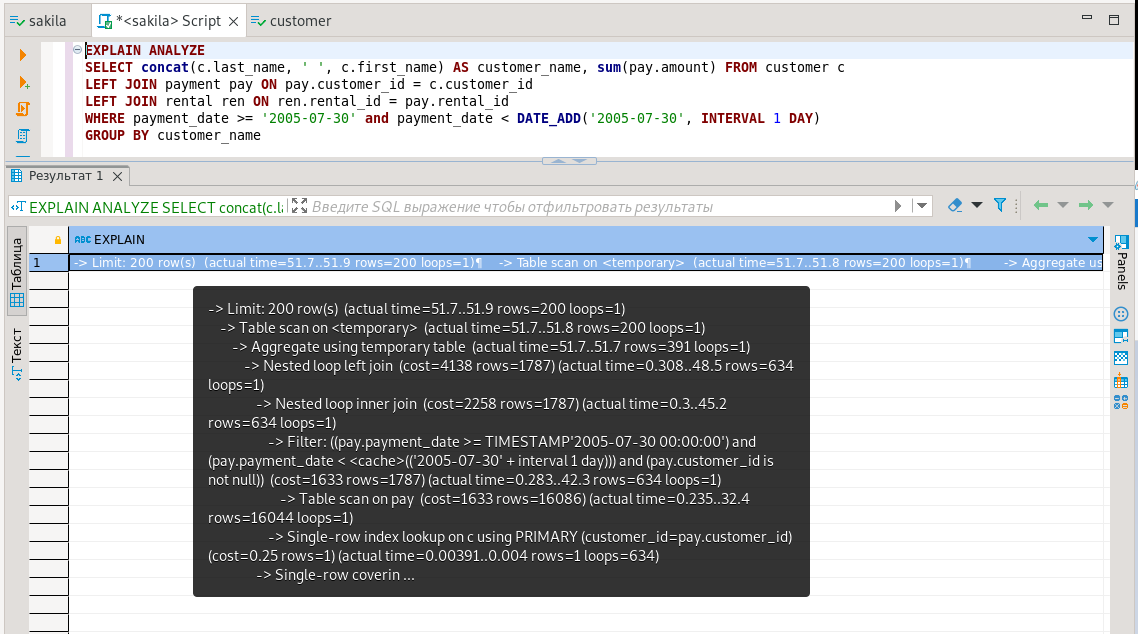 sakila
*<sakila> Script
customer
EXPLAIN ANALYZE
SELECT concat(c.last_name, ' ', c.first_name) AS customer_name, sum(pay.amount) FROM customer c
LEFT JOIN payment pay ON pay.customer_id = c.customer_id
LEFT JOIN rental ren ON ren.rental_id = pay.rental_id
WHERE payment_date >= '2005-07-30' and payment_date < DATE_ADD('2005-07-30', INTERVAL 1 DAY)
GROUP BY customer_name
Результат 1
EXPLAIN ANALYZE SELECT concat(c.la
Введите SQL выражение чтобы отфильтровать результаты
Таблица
Текст
ABC EXPLAIN
1
-> Limit: 200 row(s)  (actual time=51.7..51.9 rows=200 loops=1)¶    -> Table scan on <temporary>  (actual time=51.7..51.8 rows=200 loops=1)¶        -> Aggregate us
-> Limit: 200 row(s)  (actual time=51.7..51.9 rows=200 loops=1)
-> Table scan on <temporary>  (actual time=51.7..51.8 rows=200 loops=1)
-> Aggregate using temporary table  (actual time=51.7..51.7 rows=391 loops=1)
-> Nested loop left join  (cost=4138 rows=1787) (actual time=0.308..48.5 rows=634
loops=1)
-> Nested loop inner join  (cost=2258 rows=1787) (actual time=0.3..45.2
rows=634 loops=1)
-> Filter: ((pay.payment_date >= TIMESTAMP'2005-07-30 00:00:00') and
(pay.payment_date < <cache>(('2005-07-30' + interval 1 day))) and (pay.customer_id is
not null))  (cost=1633 rows=1787) (actual time=0.283..42.3 rows=634 loops=1)
-> Table scan on pay  (cost=1633 rows=16086) (actual time=0.235..32.4
rows=16044 loops=1)
-> Single-row index lookup on c using PRIMARY (customer_id=pay.customer_id)
(cost=0.25 rows=1) (actual time=0.00391..0.004 rows=1 loops=634)
-> Single-row coverin ...
Panels